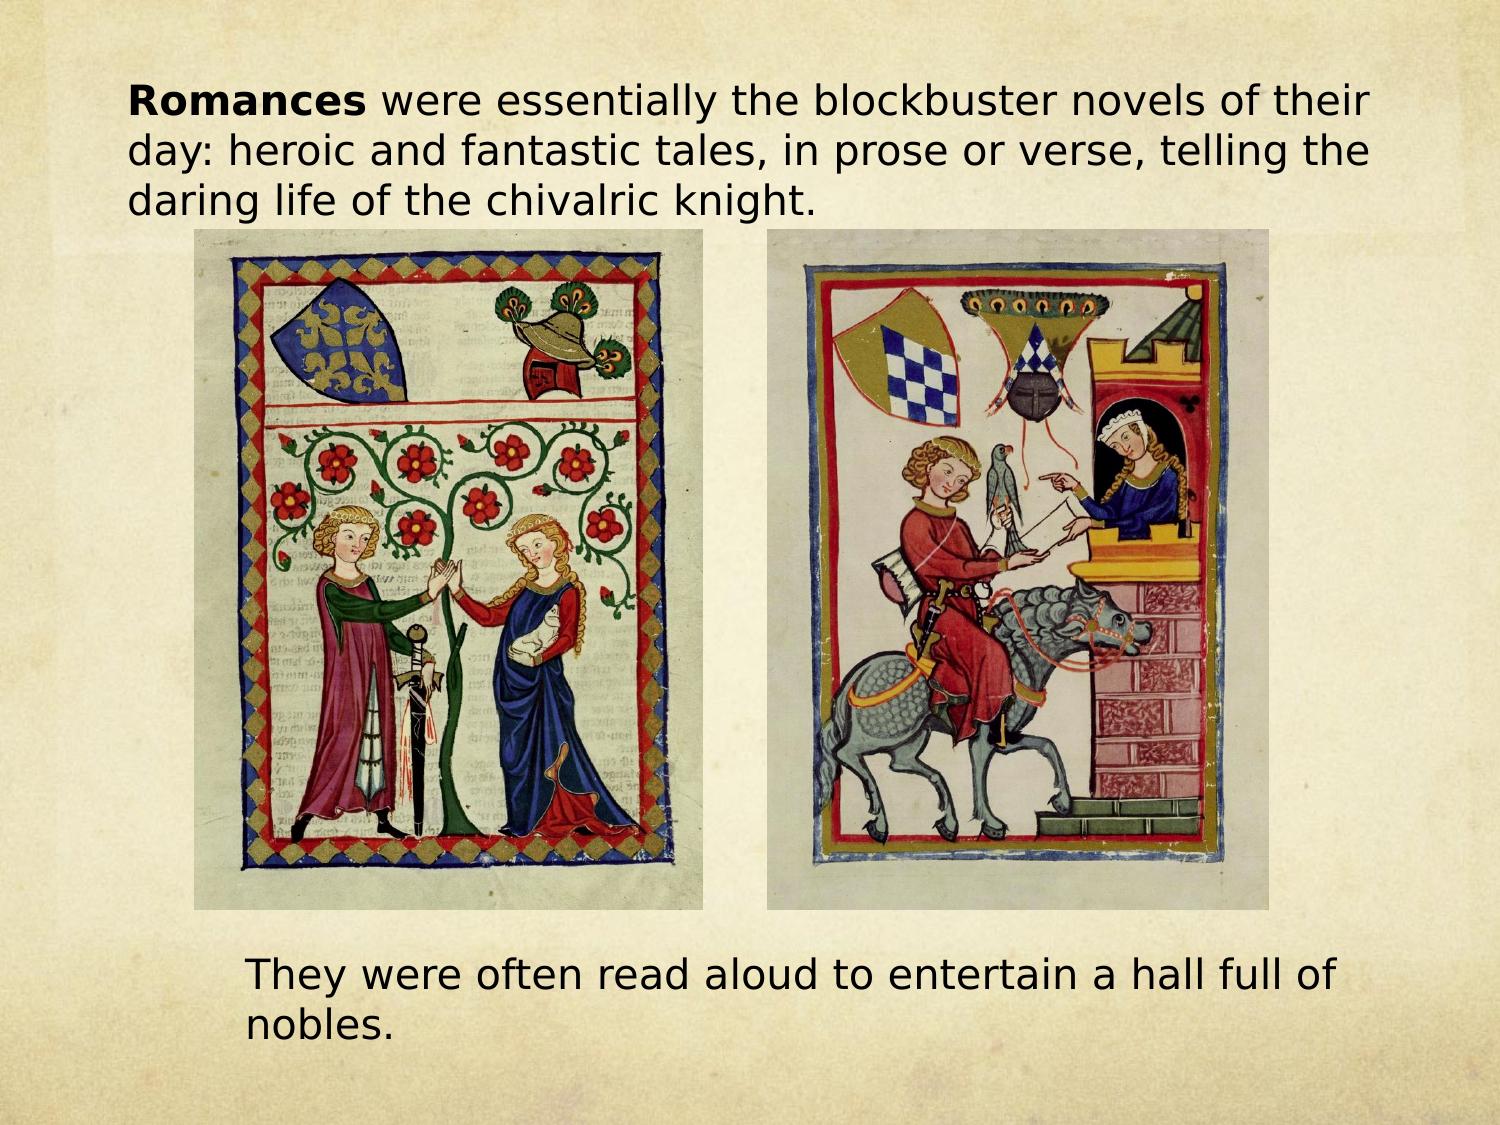 Romances were essentially the blockbuster novels of their
day: heroic and fantastic tales, in prose or verse, telling the
daring life of the chivalric knight.
They were often read aloud to entertain a hall full of
nobles.